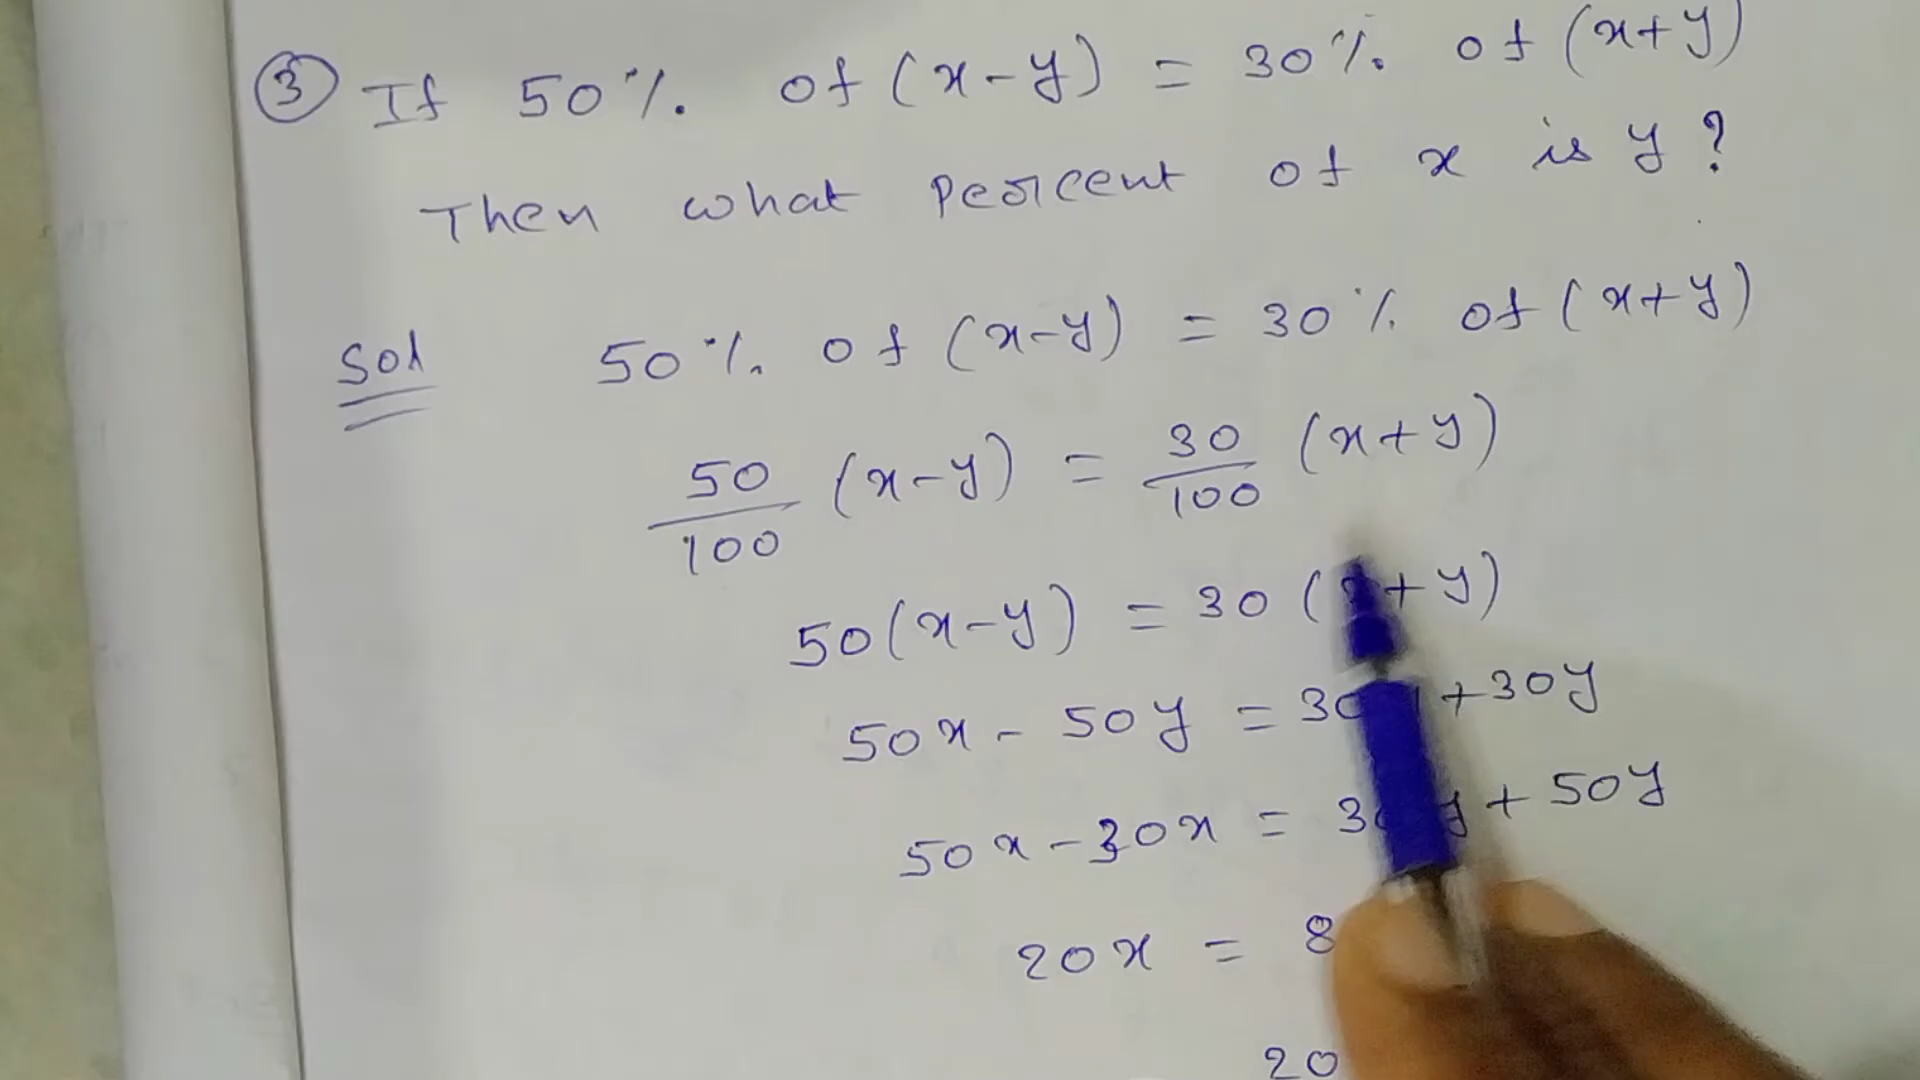 ③ If 50% of (x-y) = 30% of (x+y)
Then what Percent of x is y?
Sol 50% of (x-y) = 30% of (x+y)
50/100 (x-y) = 30/100 (x+y)
50(x-y) = 30(x+y)
50x - 50y = 30 +30y
50x - 30x = 3 y + 50y
20x = 8
20